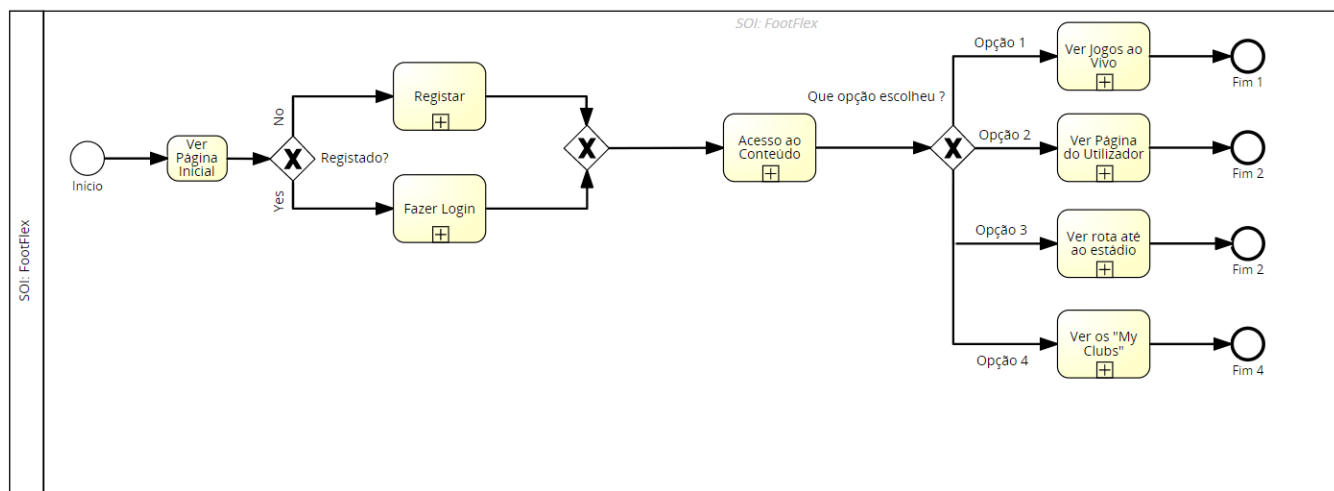 SOI: FootFlex
SOI: FootFlex
Início
Ver
Página
Inicial
No
Yes
Registado?
Registar
Fazer Login
Acesso ao
Conteúdo
Que opção escolheu ?
Opção 1
Ver Jogos ao
Vivo
Fim 1
Opção 2
Ver Página
do Utilizador
Fim 2
Opção 3
Ver rota até
ao estádio
Fim 2
Opção 4
Ver os "My
Clubs"
Fim 4